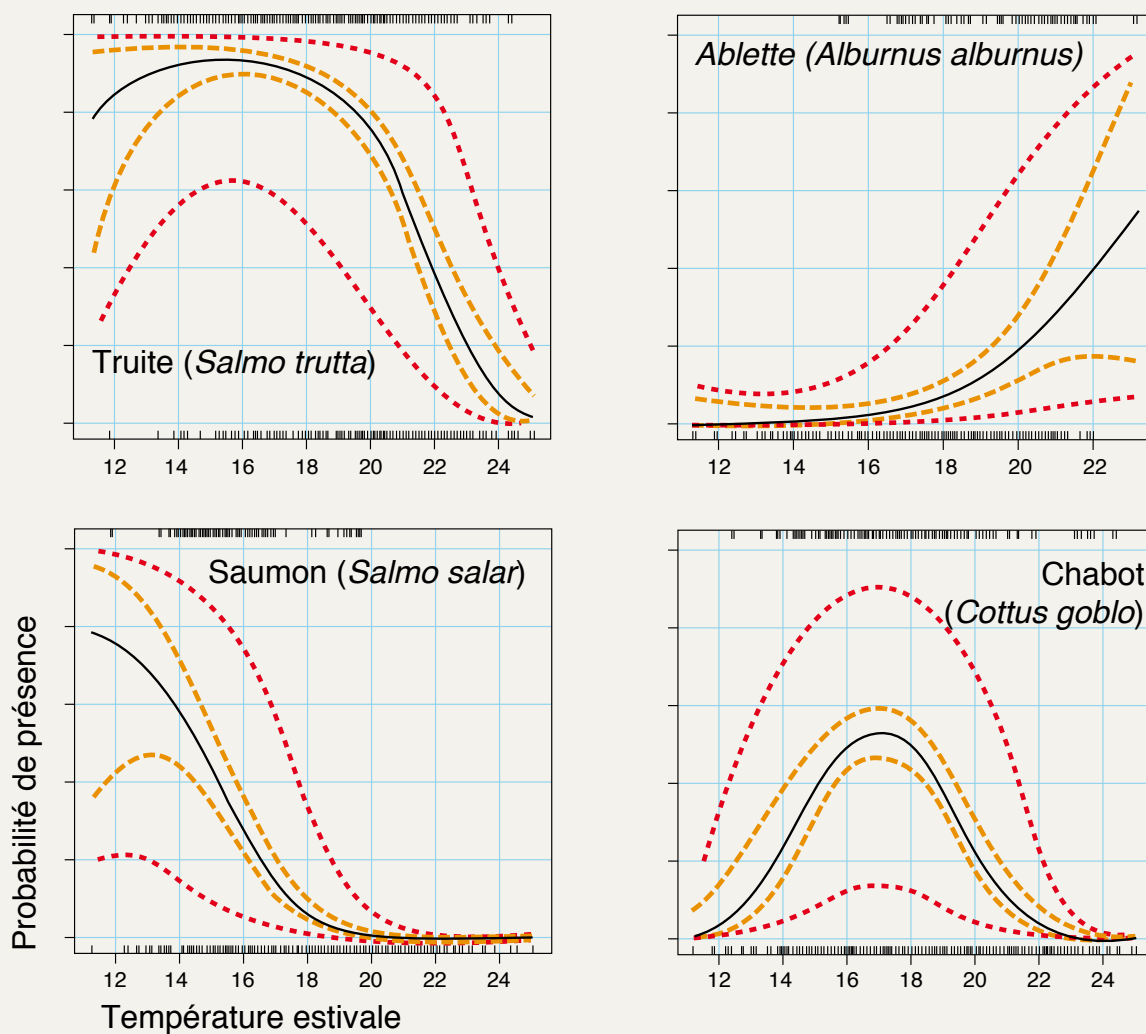 Truite (Salmo trutta)
12 14 16 18 20 22 24
Ablette (Alburnus alburnus)
12 14 16 18 20 22
Saumon (Salmo salar)
12 14 16 18 20 22 24
Chabot
(Cottus goblo)
12 14 16 18 20 22 24
Probabilité de présence
Température estivale